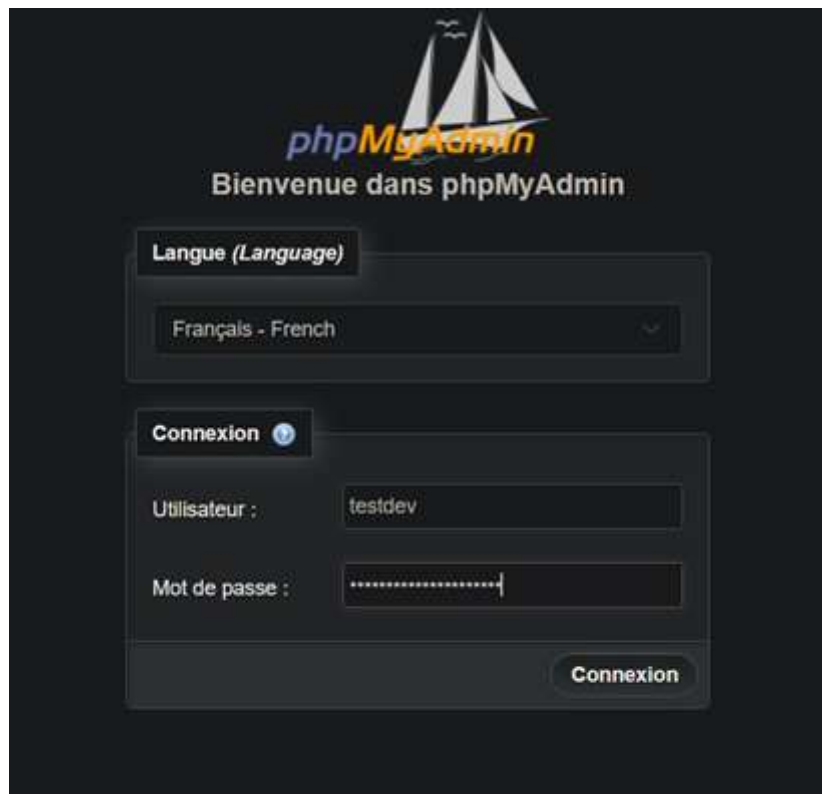 phpMyAdmin
Bienvenue dans phpMyAdmin
Langue (Language)
Français - French
Connexion
Utilisateur :
testdev
Mot de passe :
Connexion